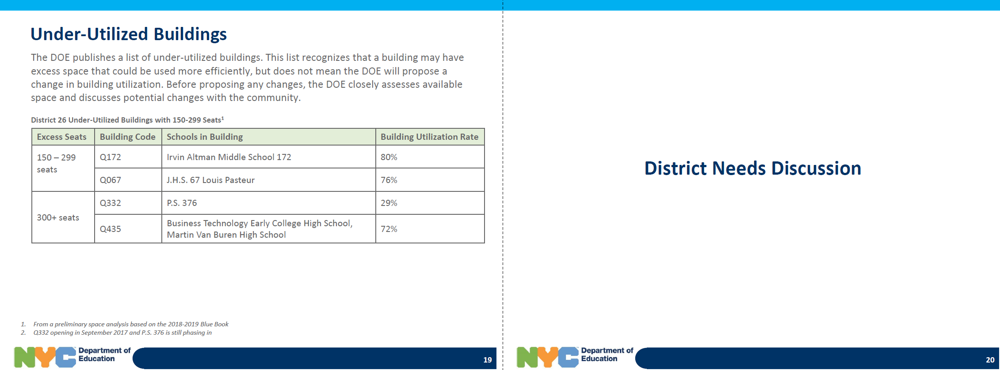 Under-Utilized Buildings
The DOE publishes a list of under-utilized buildings. This list recognizes that a building may have
excess space that could be used more efficiently, but does not mean the DOE will propose a
change in building utilization. Before proposing any changes, the DOE closely assesses available
space and discusses potential changes with the community.
District 26 Under-Utilized Buildings with 150-299 Seats¹
Excess Seats Building Code Schools in Building Building Utilization Rate
150 – 299
seats
Q172 Irvin Altman Middle School 172 80%
Q067 J.H.S. 67 Louis Pasteur 76%
300+ seats
Q332 P.S. 376 29%
Q435 Business Technology Early College High School,
Martin Van Buren High School 72%
1. From a preliminary space analysis based on the 2018-2019 Blue Book
2. Q332 opening in September 2017 and P.S. 376 is still phasing in
NYC Department of
Education
19
District Needs Discussion
NYC Department of
Education
20